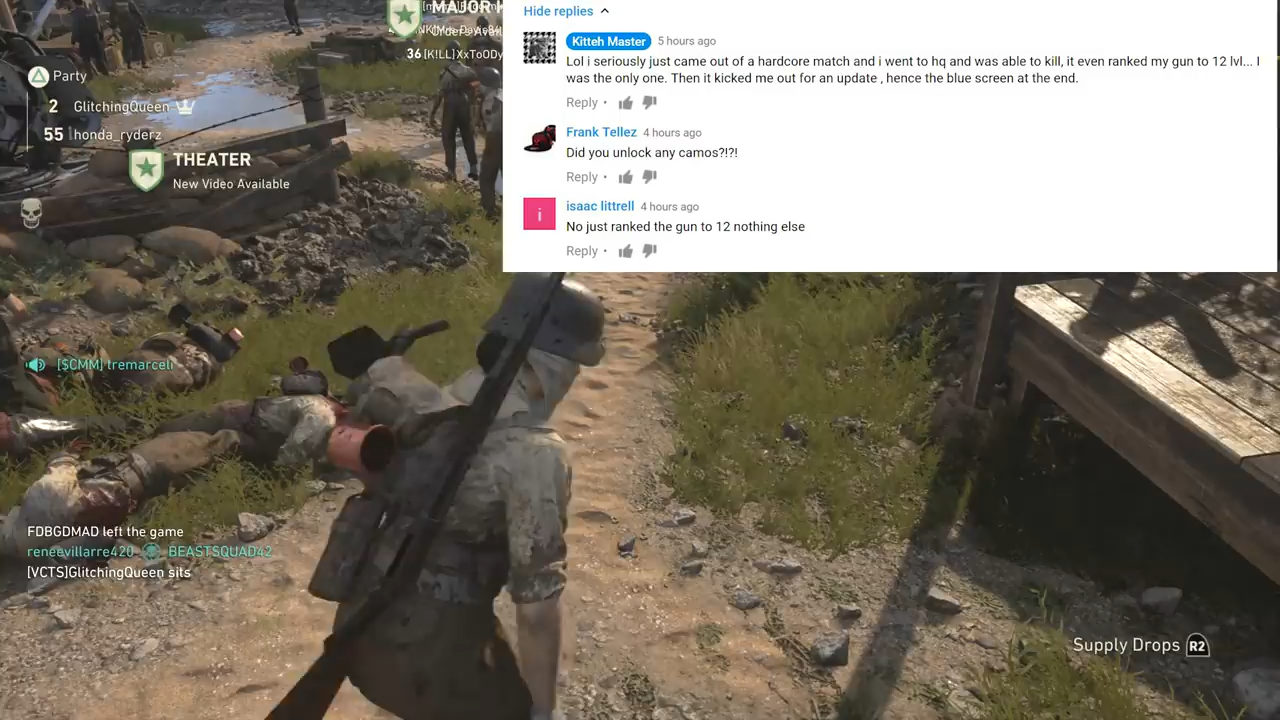 MAJOR
36 [K!LL]XxToODy
Party
2 GlitchingQueen
55 honda_ryderz
THEATER
New Video Available
[$CMM] tremarceli
FDBGDMAD left the game
reneevillarre420 BEASTSQUAD42
[VCTS]GlitchingQueen sits
Hide replies
Kitteh Master 5 hours ago
Lol i seriously just came out of a hardcore match and i went to hq and was able to kill, it even ranked my gun to 12 lvl... I
was the only one. Then it kicked me out for an update , hence the blue screen at the end.
Reply •
Frank Tellez 4 hours ago
Did you unlock any camos?!?!
Reply •
i
isaac littrell 4 hours ago
No just ranked the gun to 12 nothing else
Reply •
Supply Drops R2